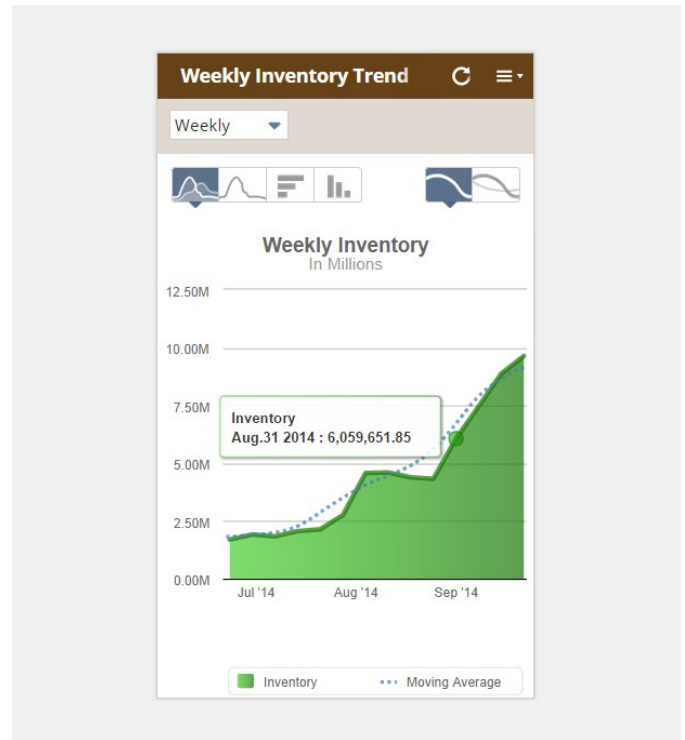 Weekly Inventory Trend
Weekly
Weekly Inventory
In Millions
12.50M
10.00M
7.50M
Inventory
Aug.31 2014 : 6,059,651.85
5.00M
2.50M
0.00M
Jul '14 Aug '14 Sep '14
Inventory Moving Average